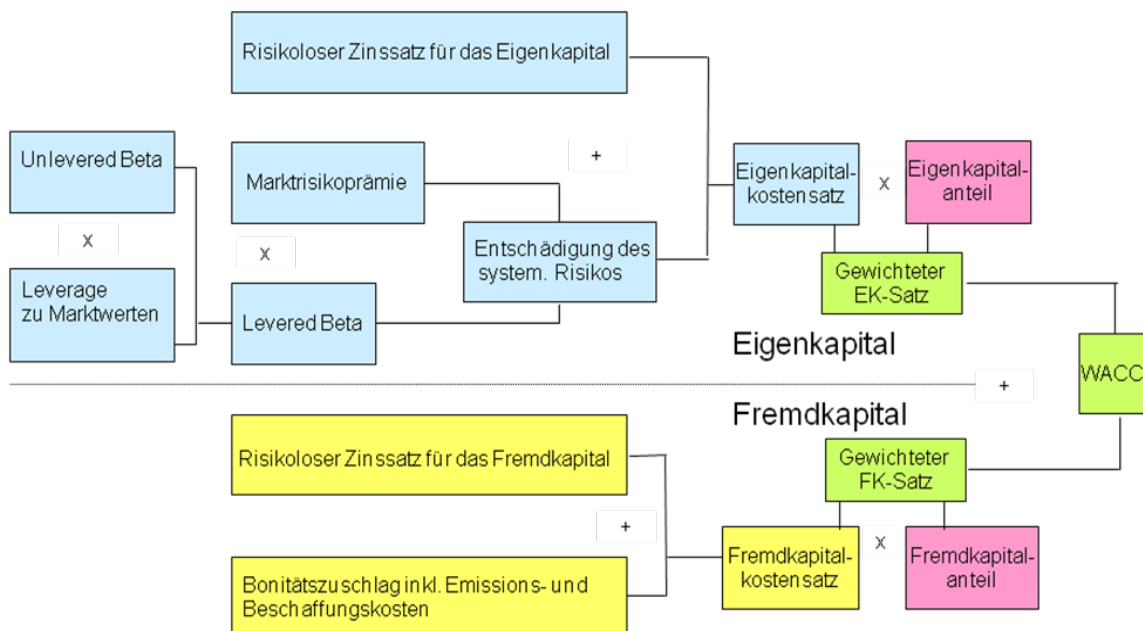 Risikoloser Zinssatz für das Eigenkapital
Unlevered Beta
x
Leverage
zu Marktwerten
Marktrisikoprämie
x
Levered Beta
+
Entschädigung des
system. Risikos
Eigenkapital-
kostensatz
x
Eigenkapital-
anteil
Gewichteter
EK-Satz
Eigenkapital
WACC
+
Fremdkapital
Risikoloser Zinssatz für das Fremdkapital
+
Bonitätszuschlag inkl. Emissions- und
Beschaffungskosten
Gewichteter
FK-Satz
Fremdkapital-
kostensatz
x
Fremdkapital-
anteil